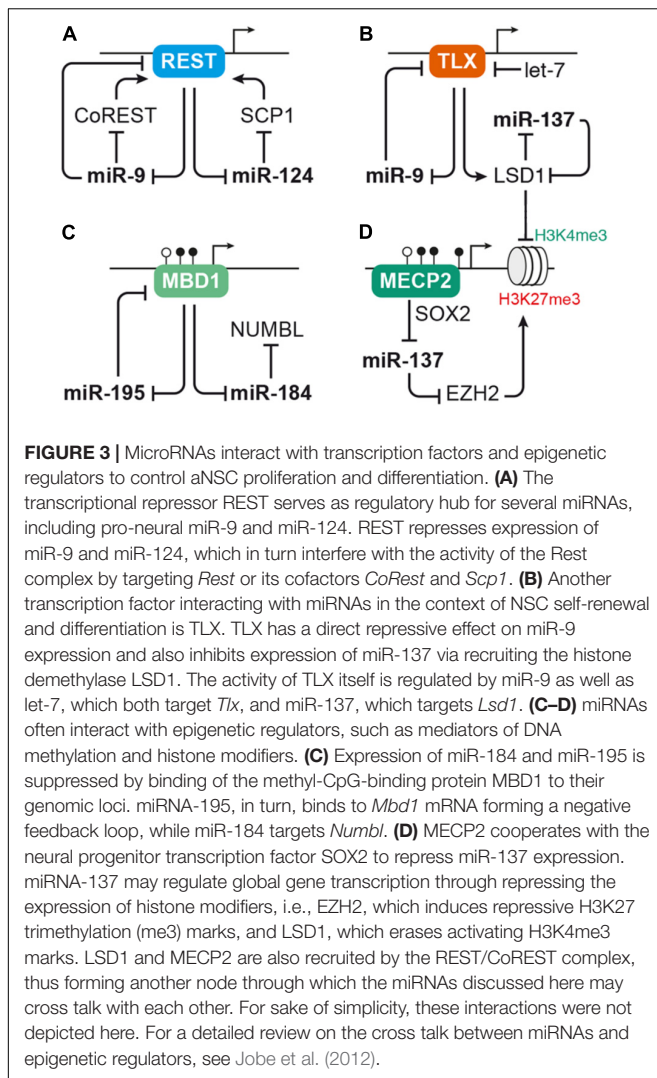 A
B
REST
TLX
let-7
CoREST
SCP1
miR-137
miR-9
miR-124
miR-9
LSD1
C
D
H3K4me3
MBD1
MECP2
H3K27me3
SOX2
NUMBL
miR-137
miR-195
miR-184
EZH2
FIGURE 3 | MicroRNAs interact with transcription factors and epigenetic
regulators to control aNSC proliferation and differentiation. (A) The
transcriptional repressor REST serves as regulatory hub for several miRNAs,
including pro-neural miR-9 and miR-124. REST represses expression of
miR-9 and miR-124, which in turn interfere with the activity of the Rest
complex by targeting Rest or its cofactors CoRest and Scp1. (B) Another
transcription factor interacting with miRNAs in the context of NSC self-renewal
and differentiation is TLX. TLX has a direct repressive effect on miR-9
expression and also inhibits expression of miR-137 via recruiting the histone
demethylase LSD1. The activity of TLX itself is regulated by miR-9 as well as
let-7, which both target Tlx, and miR-137, which targets Lsd1. (C–D) miRNAs
often interact with epigenetic regulators, such as mediators of DNA
methylation and histone modifiers. (C) Expression of miR-184 and miR-195 is
suppressed by binding of the methyl-CpG-binding protein MBD1 to their
genomic loci. miRNA-195, in turn, binds to Mbd1 mRNA forming a negative
feedback loop, while miR-184 targets Numbl. (D) MECP2 cooperates with the
neural progenitor transcription factor SOX2 to repress miR-137 expression.
miRNA-137 may regulate global gene transcription through repressing the
expression of histone modifiers, i.e., EZH2, which induces repressive H3K27
trimethylation (me3) marks, and LSD1, which erases activating H3K4me3
marks. LSD1 and MECP2 are also recruited by the REST/CoREST complex,
thus forming another node through which the miRNAs discussed here may
cross talk with each other. For sake of simplicity, these interactions were not
depicted here. For a detailed review on the cross talk between miRNAs and
epigenetic regulators, see Jobe et al. (2012).